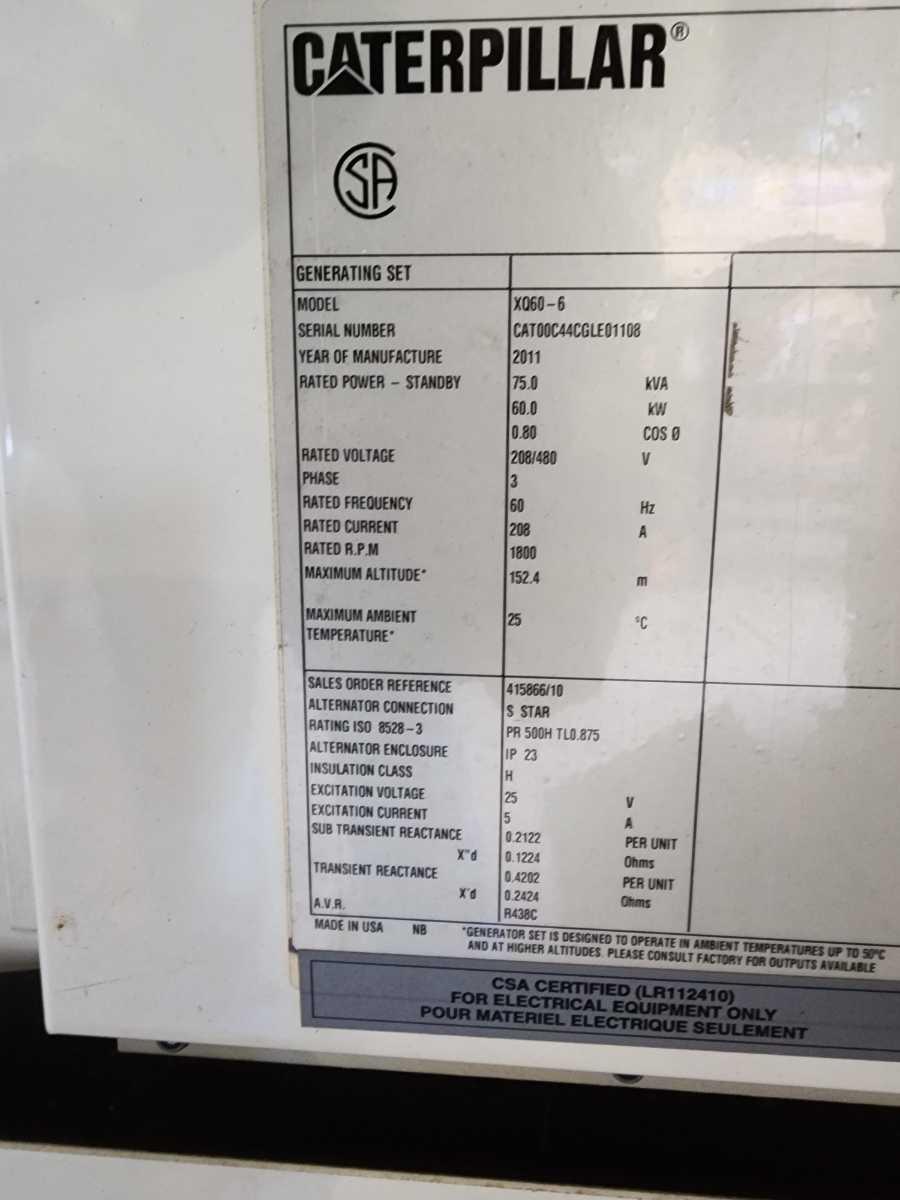 CATERPILLAR®
CSA
GENERATING SET
MODEL XQ60-6
SERIAL NUMBER CAT00C44CGLE01108
YEAR OF MANUFACTURE 2011
RATED POWER - STANDBY 75.0 kVA
60.0 kW
0.80 COS Ø
RATED VOLTAGE 208/480 V
PHASE 3
RATED FREQUENCY 60 Hz
RATED CURRENT 208 A
RATED R.P.M 1800
MAXIMUM ALTITUDE* 152.4 m
MAXIMUM AMBIENT 25 °C
TEMPERATURE*
SALES ORDER REFERENCE 415866/10
ALTERNATOR CONNECTION S STAR
RATING ISO 8528-3 PR 500H TL0.875
ALTERNATOR ENCLOSURE IP 23
INSULATION CLASS H
EXCITATION VOLTAGE 25 V
EXCITATION CURRENT 5 A
SUB TRANSIENT REACTANCE 0.2122 PER UNIT
X"d 0.1224 Ohms
TRANSIENT REACTANCE 0.4202 PER UNIT
X'd 0.2424 Ohms
A.V.R. R438C
MADE IN USA NB *GENERATOR SET IS DESIGNED TO OPERATE IN AMBIENT TEMPERATURES UP TO 50°C
AND AT HIGHER ALTITUDES. PLEASE CONSULT FACTORY FOR OUTPUTS AVAILABLE
CSA CERTIFIED (LR112410)
FOR ELECTRICAL EQUIPMENT ONLY
POUR MATERIEL ELECTRIQUE SEULEMENT